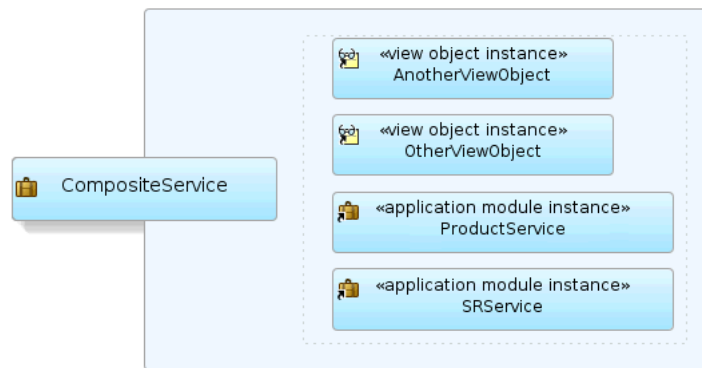 «view object instance»
AnotherViewObject
«view object instance»
OtherViewObject
CompositeService
«application module instance»
ProductService
«application module instance»
SRService